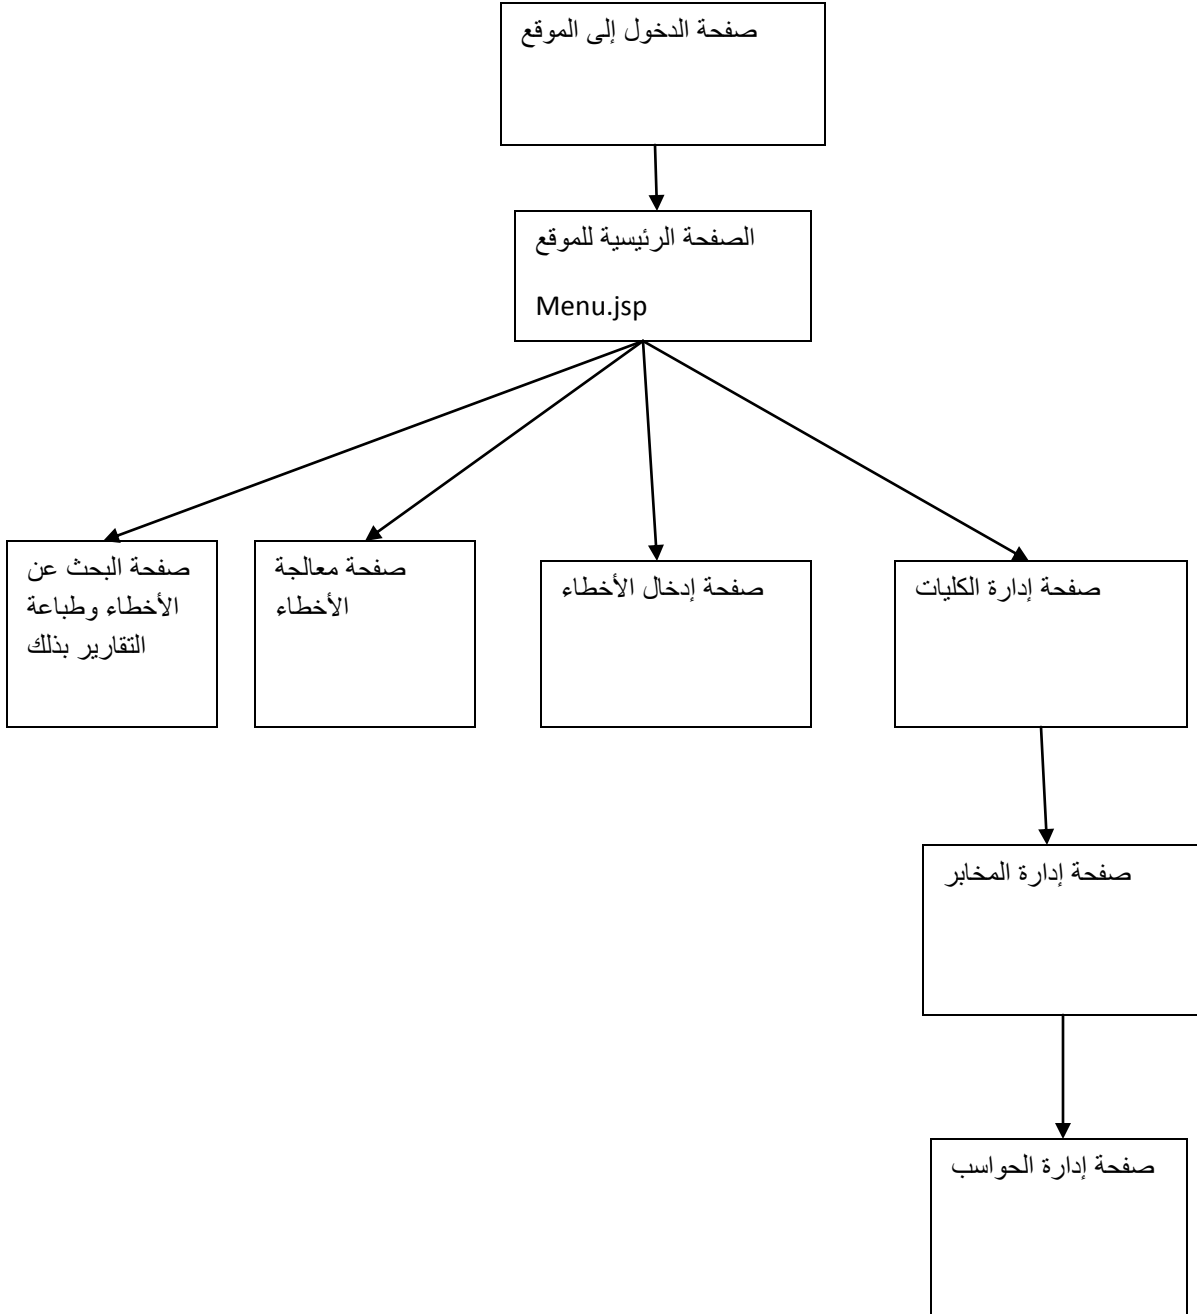 صفحة الدخول إلى الموقع
الصفحة الرئيسية للموقع
Menu.jsp
صفحة إدارة الكليات
صفحة إدخال الأخطاء
صفحة معالجة
الأخطاء
صفحة البحث عن
الأخطاء وطباعة
التقارير بذلك
صفحة إدارة المخابر
صفحة إدارة الحواسب